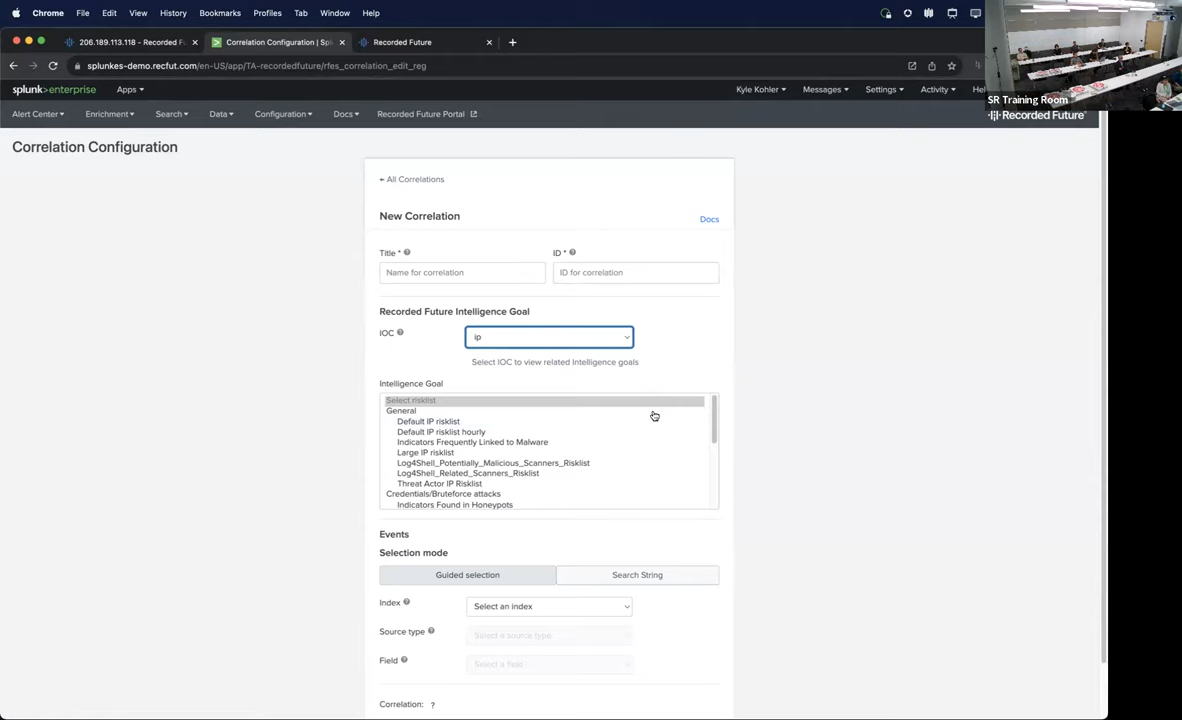 Chrome File Edit View History Bookmarks Profiles Tab Window Help
206.189.113.118 - Recorded Fu
Correlation Configuration | Spl
Recorded Future
splunkes-demo.recfut.com/en-US/app/TA-recordedfuture/rfes_correlation_edit_reg
splunk>enterprise Apps Kyle Kohler Messages Settings Activity Hel
SR Training Room
Alert Center Enrichment Search Data Configuration Docs Recorded Future Portal
Recorded Future
Correlation Configuration
All Correlations
New Correlation
Docs
Title * ID *
Name for correlation ID for correlation
Recorded Future Intelligence Goal
IOC ip
Select IOC to view related Intelligence goals
Intelligence Goal
Select risklist
General
Default IP risklist
Default IP risklist hourly
Indicators Frequently Linked to Malware
Large IP risklist
Log4Shell_Potentially_Malicious_Scanners_Risklist
Log4Shell_Related_Scanners_Risklist
Threat Actor IP Risklist
Credentials/Bruteforce attacks
Indicators Found in Honeypots
Events
Selection mode
Guided selection Search String
Index Select an index
Source type Select a source type
Field Select a field
Correlation: ?